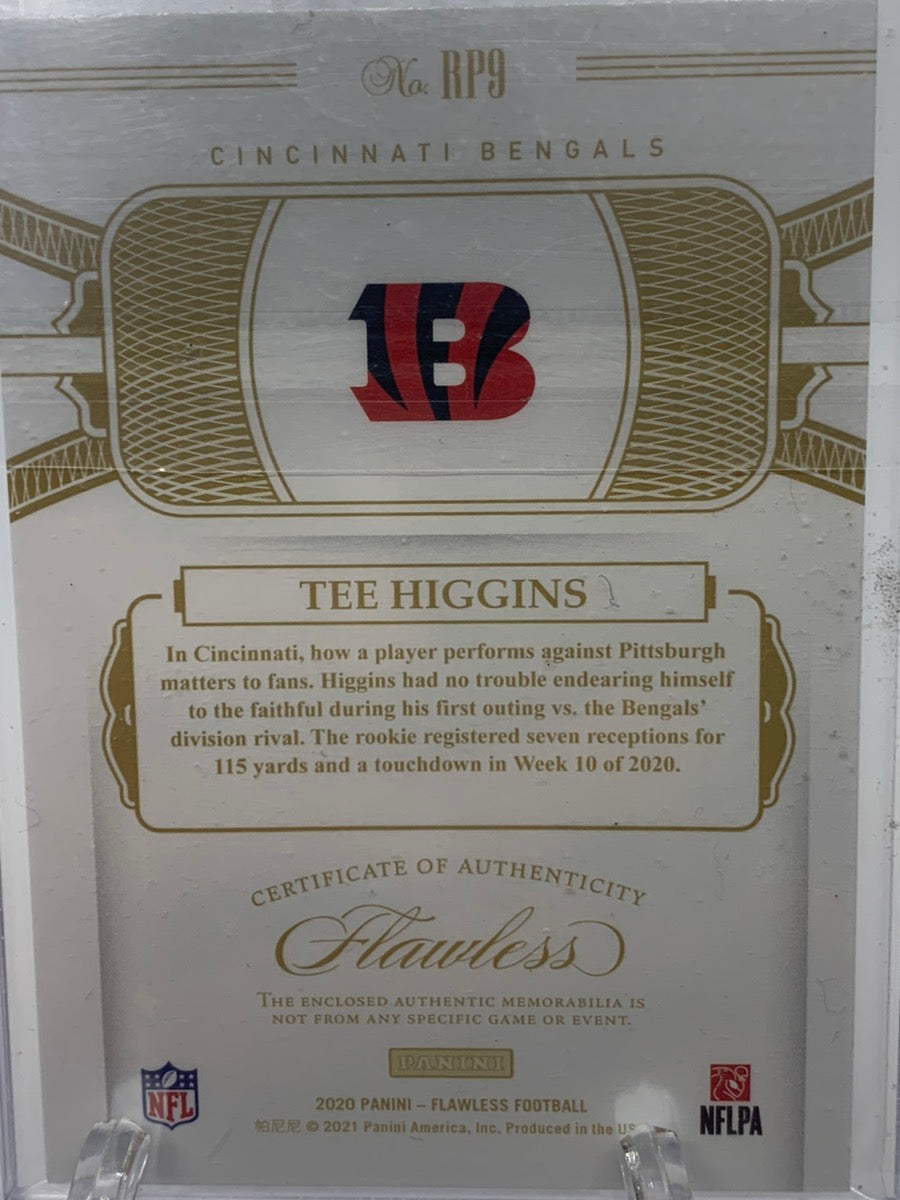 No. RP9
CINCINNATI BENGALS
B
TEE HIGGINS
In Cincinnati, how a player performs against Pittsburgh
matters to fans. Higgins had no trouble endearing himself
to the faithful during his first outing vs. the Bengals'
division rival. The rookie registered seven receptions for
115 yards and a touchdown in Week 10 of 2020.
CERTIFICATE OF AUTHENTICITY
Flawless
THE ENCLOSED AUTHENTIC MEMORABILIA IS
NOT FROM ANY SPECIFIC GAME OR EVENT.
PANINI
NFL
NFLPA
2020 PANINI – FLAWLESS FOOTBALL
帕尼尼 © 2021 Panini America, Inc. Produced in the US